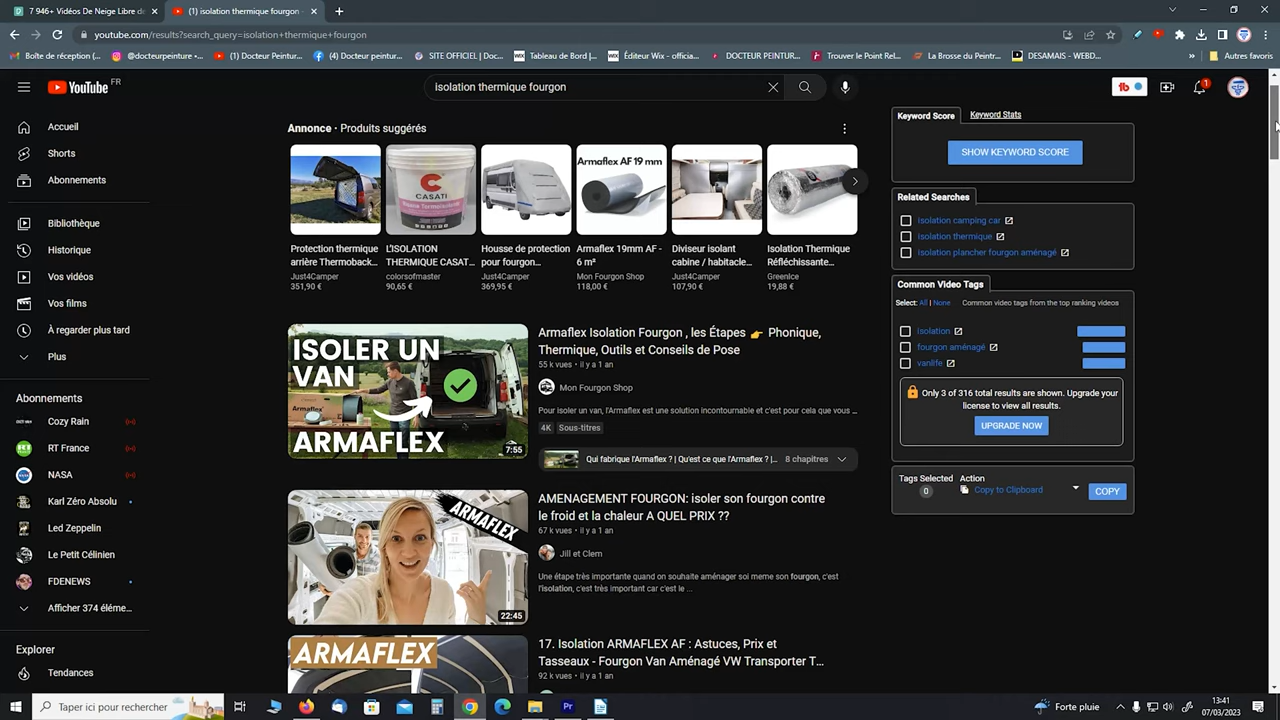 7 946+ Vidéos De Neige Libre de
(1) isolation thermique fourgon -
youtube.com/results?search_query=isolation+thermique+fourgon
Boîte de réception (...
@docteurpeinture •...
(1) Docteur Peintur...
(4) Docteur peintur...
SITE OFFICIEL | Doc...
Tableau de Bord |...
Éditeur Wix - officia...
DOCTEUR PEINTUR...
Trouver le Point Rel...
La Brosse du Peint...
DESAMAIS - WEBD...
»
Autres favoris
YouTube FR
isolation thermique fourgon
tb
1
Accueil
Shorts
Abonnements
Bibliothèque
Historique
Vos vidéos
Vos films
À regarder plus tard
Plus
Abonnements
Cozy Rain
RT France
NASA
Karl Zéro Absolu
Led Zeppelin
Le Petit Célinien
FDENEWS
Afficher 374 éléme...
Explorer
Tendances
Annonce • Produits suggérés
CASATI
Armaflex AF 19 mm
Protection thermique
arrière Thermoback...
Just4Camper
351,90 €
L'ISOLATION
THERMIQUE CASAT...
colorsofmaster
90,65 €
Housse de protection
pour fourgon...
Just4Camper
369,95 €
Armaflex 19mm AF -
6 m²
Mon Fourgon Shop
118,00 €
Diviseur isolant
cabine / habitacle...
Just4Camper
107,90 €
Isolation Thermique
Réfléchissante...
GreenIce
19,88 €
ISOLER UN
VAN
Armaflex
ARMAFLEX
7:55
Armaflex Isolation Fourgon , les Étapes 👉 Phonique,
Thermique, Outils et Conseils de Pose
55 k vues • il y a 1 an
Mon Fourgon Shop
Pour isoler un van, l'Armaflex est une solution incontournable et c'est pour cela que vous ...
4K Sous-titres
Qui fabrique l'Armaflex ? | Qu'est ce que l'Armaflex ? |... 8 chapitres
ARMAFLEX
22:45
AMENAGEMENT FOURGON: isoler son fourgon contre
le froid et la chaleur A QUEL PRIX ??
67 k vues • il y a 1 an
Jill et Clem
Une étape très importante quand on souhaite aménager soi meme son fourgon, c'est
l'isolation, c'est très important car c'est le ...
ARMAFLEX
17. Isolation ARMAFLEX AF : Astuces, Prix et
Tasseaux - Fourgon Van Aménagé VW Transporter T...
92 k vues • il y a 1 an
Keyword Score
Keyword Stats
SHOW KEYWORD SCORE
Related Searches
isolation camping car
isolation thermique
isolation plancher fourgon aménagé
Common Video Tags
Select: All | None Common video tags from the top ranking videos
isolation
fourgon aménagé
vanlife
Only 3 of 316 total results are shown. Upgrade your
license to view all results.
UPGRADE NOW
Tags Selected
0
Action
Copy to Clipboard
COPY
Taper ici pour rechercher
Pr
Forte pluie
13:41
07/03/2023